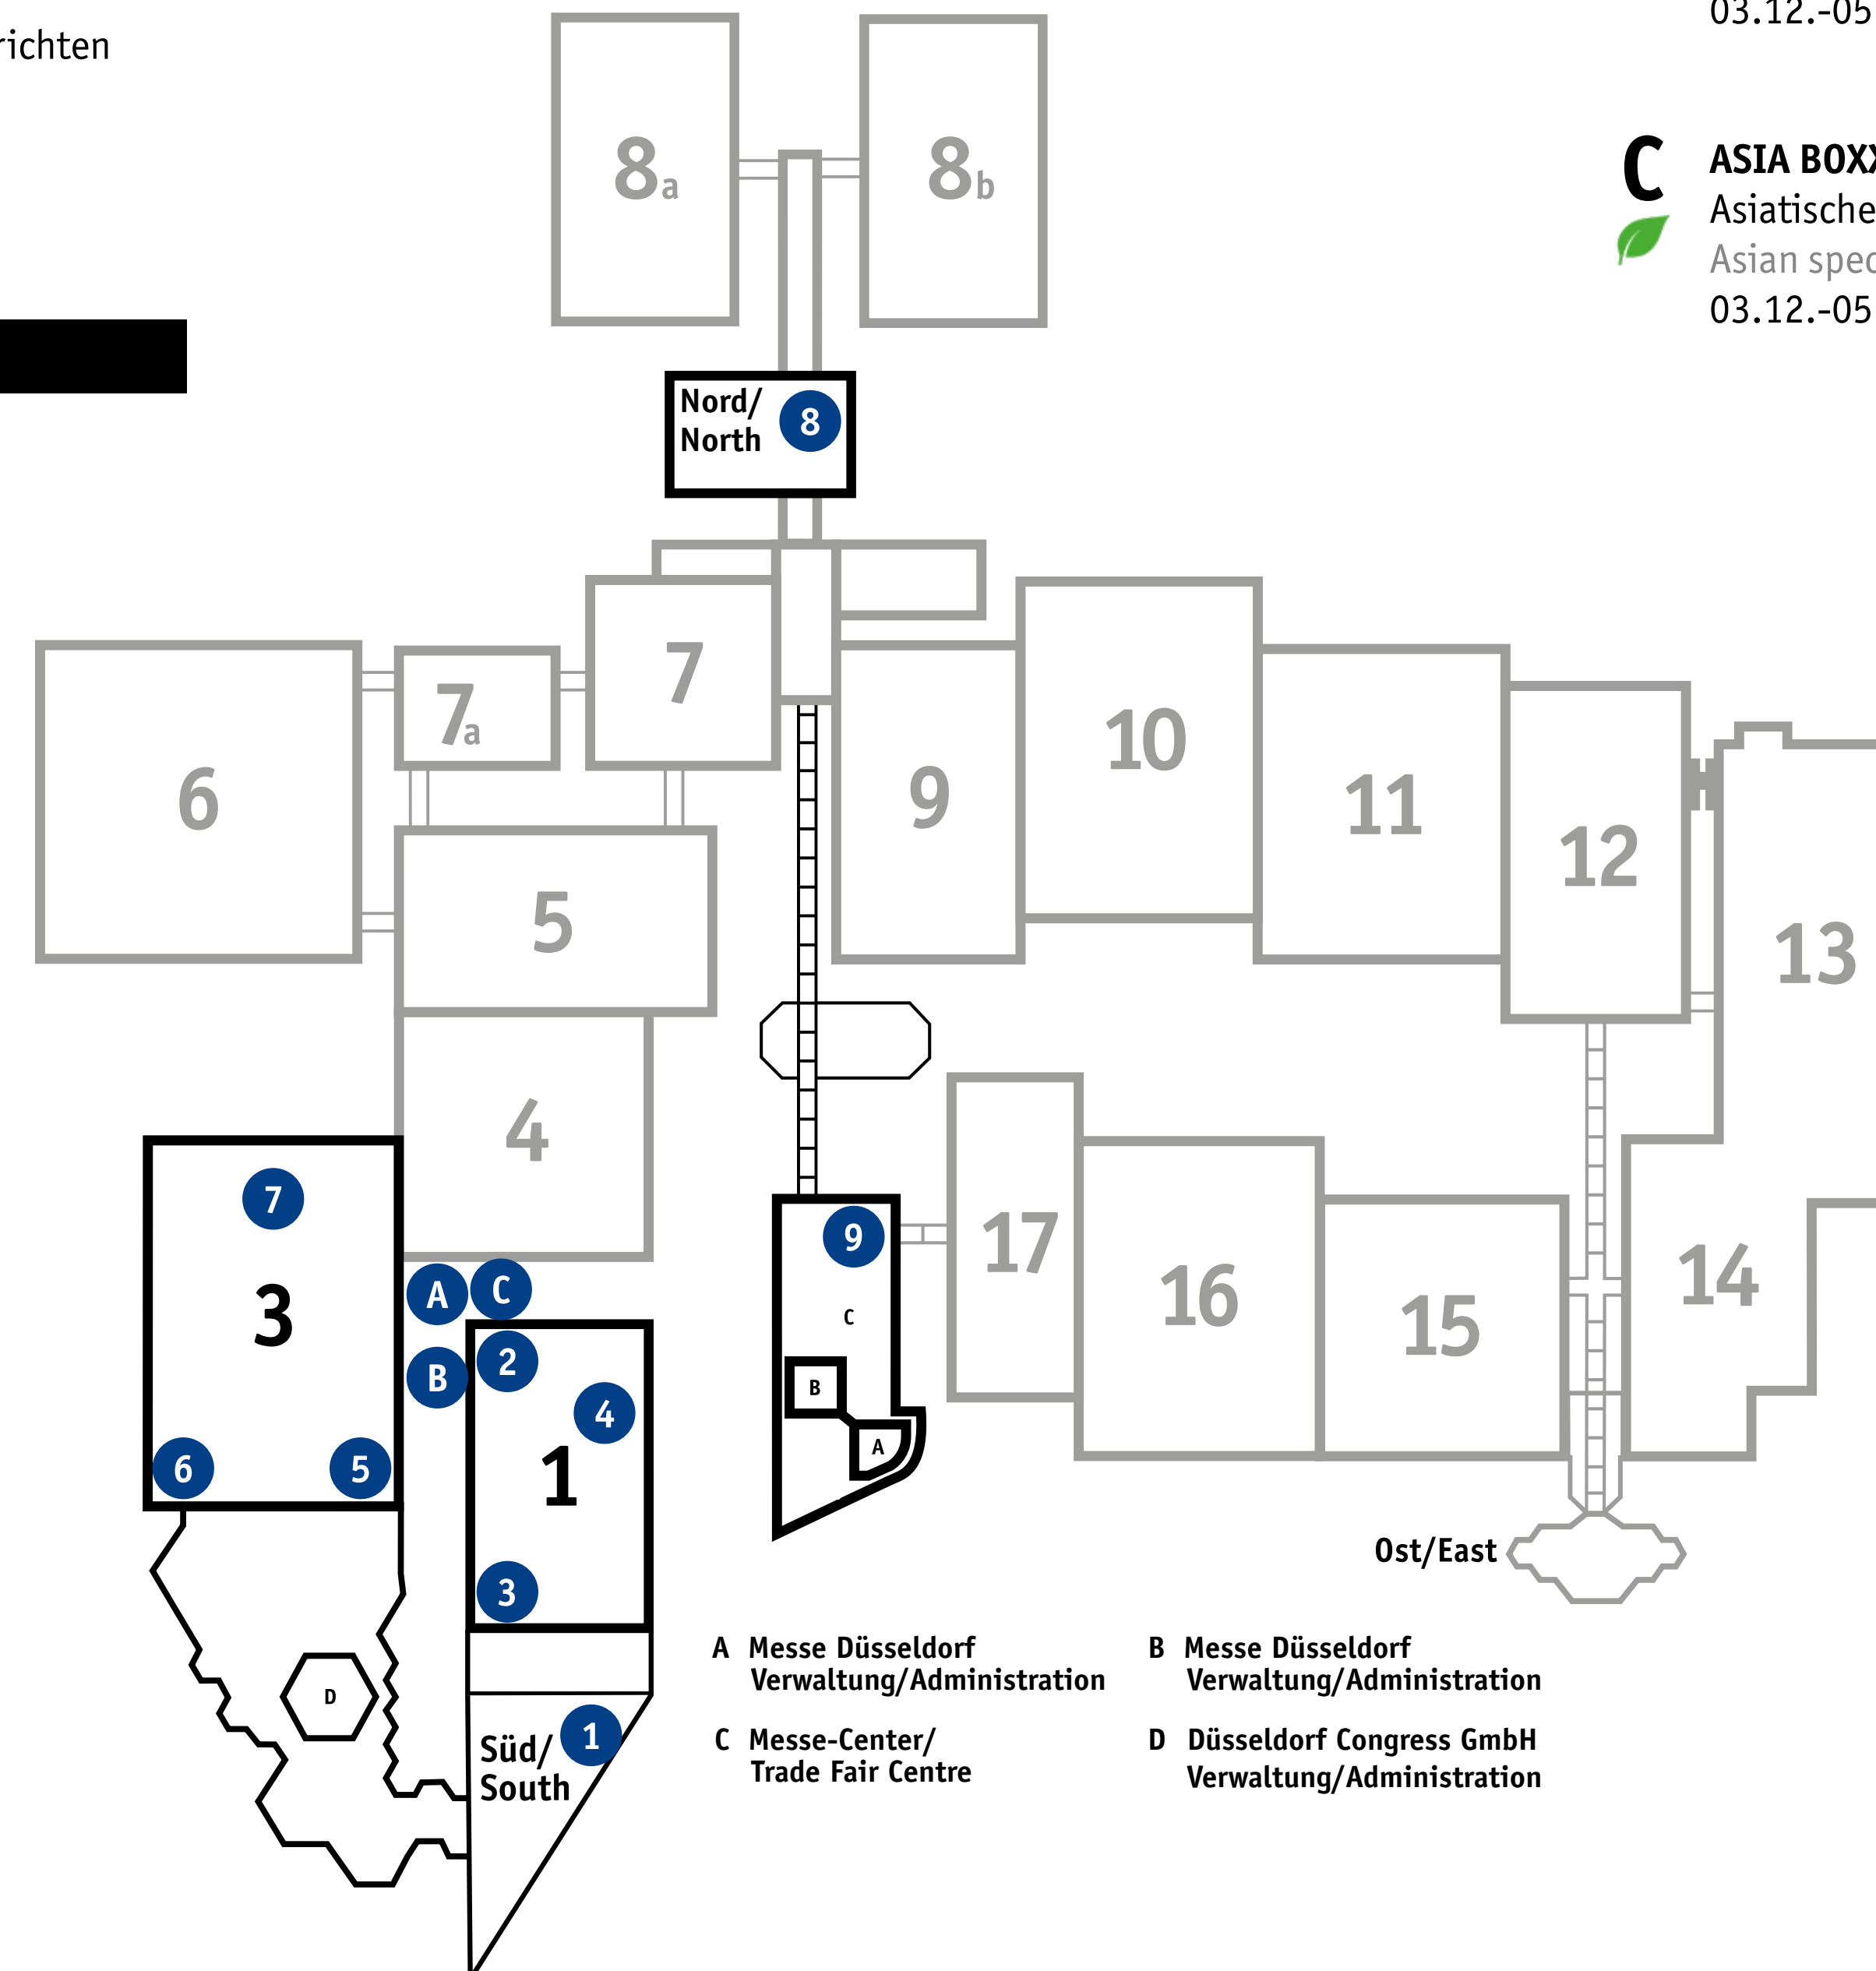 richten
03.12.-05
C
ASIA BOXX
Asiatische
Asian spec
03.12.-05
8a
8b
Nord/
North
8
7
7a
6
5
4
9
10
11
12
13
14
15
16
17
7
3
6
5
A
C
B
2
4
1
3
9
C
B
A
Ost/East
D
Süd/
South
1
A Messe Düsseldorf
Verwaltung/Administration
B Messe Düsseldorf
Verwaltung/Administration
C Messe-Center/
Trade Fair Centre
D Düsseldorf Congress GmbH
Verwaltung/Administration